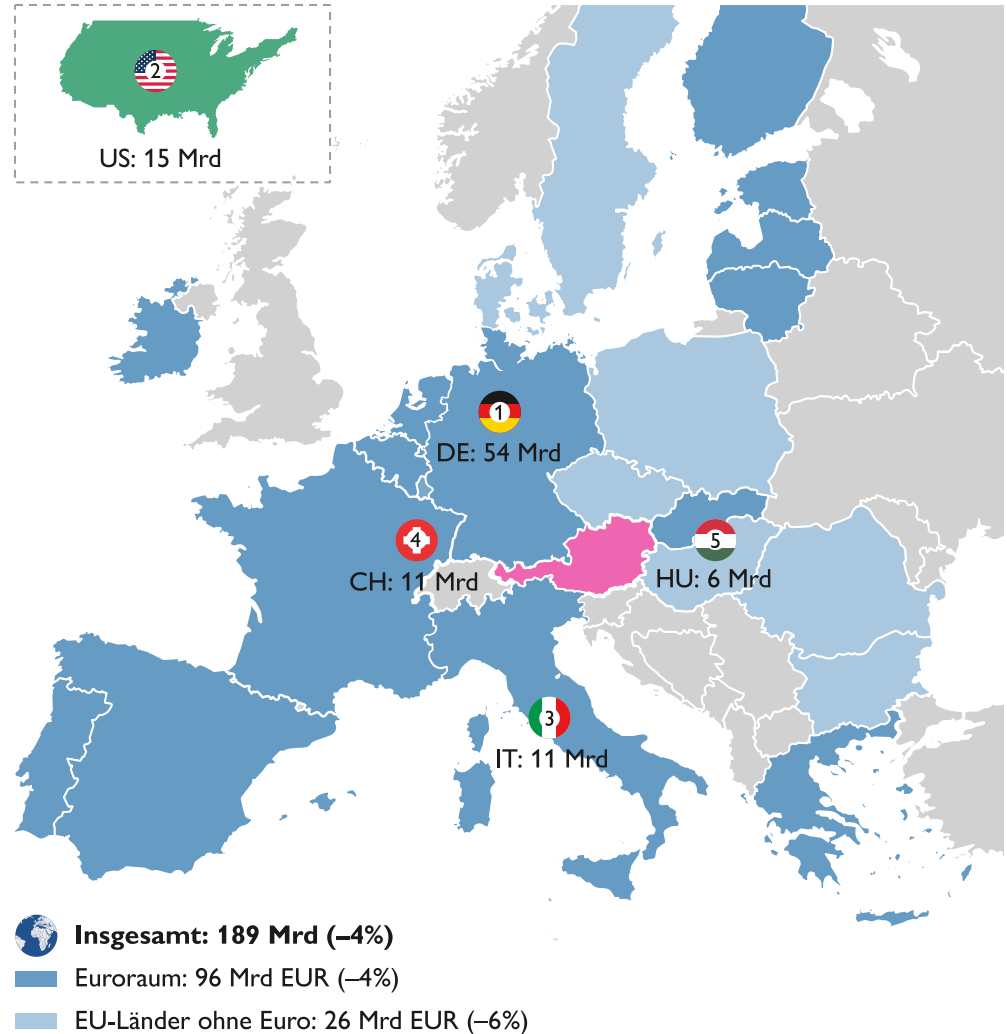 2
US: 15 Mrd
1
DE: 54 Mrd
4
CH: 11 Mrd
5
HU: 6 Mrd
3
IT: 11 Mrd
Insgesamt: 189 Mrd (–4%)
Euroraum: 96 Mrd EUR (–4%)
EU-Länder ohne Euro: 26 Mrd EUR (–6%)